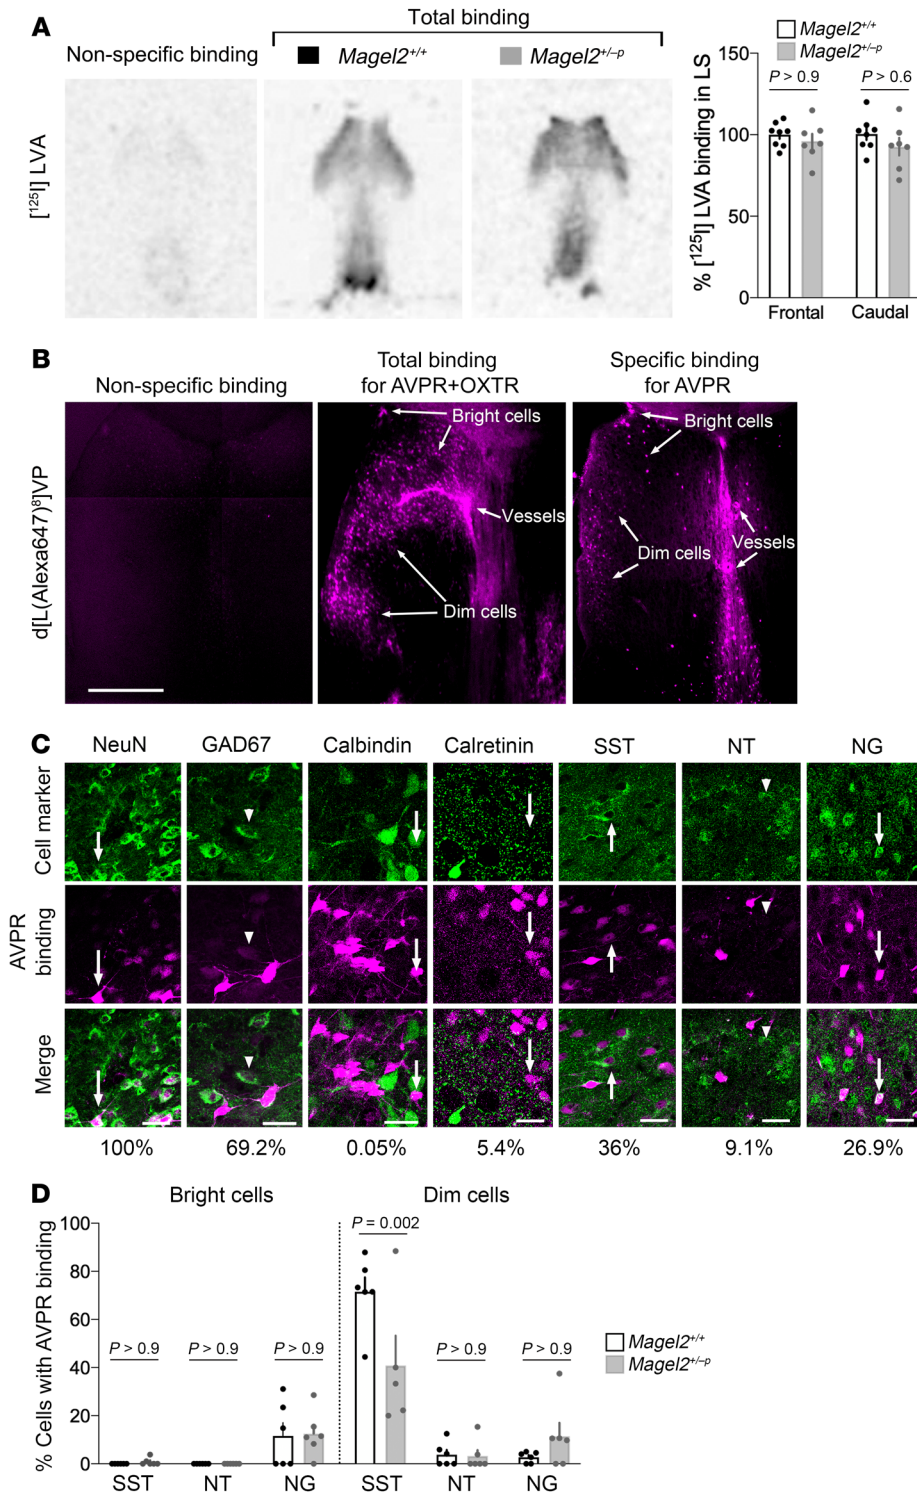 A
Total binding
Non-specific binding
Magel2+/+
Magel2+/–p
[125I] LVA
% [125I] LVA binding in LS
Magel2+/+
Magel2+/–p
150
100
50
0
P > 0.9
P > 0.6
Frontal
Caudal
B
Non-specific binding
Total binding
for AVPR+OXTR
Specific binding
for AVPR
d[L(Alexa647)8]VP
Bright cells
Vessels
Dim cells
Bright cells
Dim cells
Vessels
C
NeuN
GAD67
Calbindin
Calretinin
SST
NT
NG
Cell marker
AVPR
binding
Merge
100%
69.2%
0.05%
5.4%
36%
9.1%
26.9%
D
Bright cells
Dim cells
% Cells with AVPR binding
100
80
60
40
20
0
P > 0.9
P > 0.9
P > 0.9
P = 0.002
P > 0.9
P > 0.9
SST
NT
NG
SST
NT
NG
Magel2+/+
Magel2+/–p